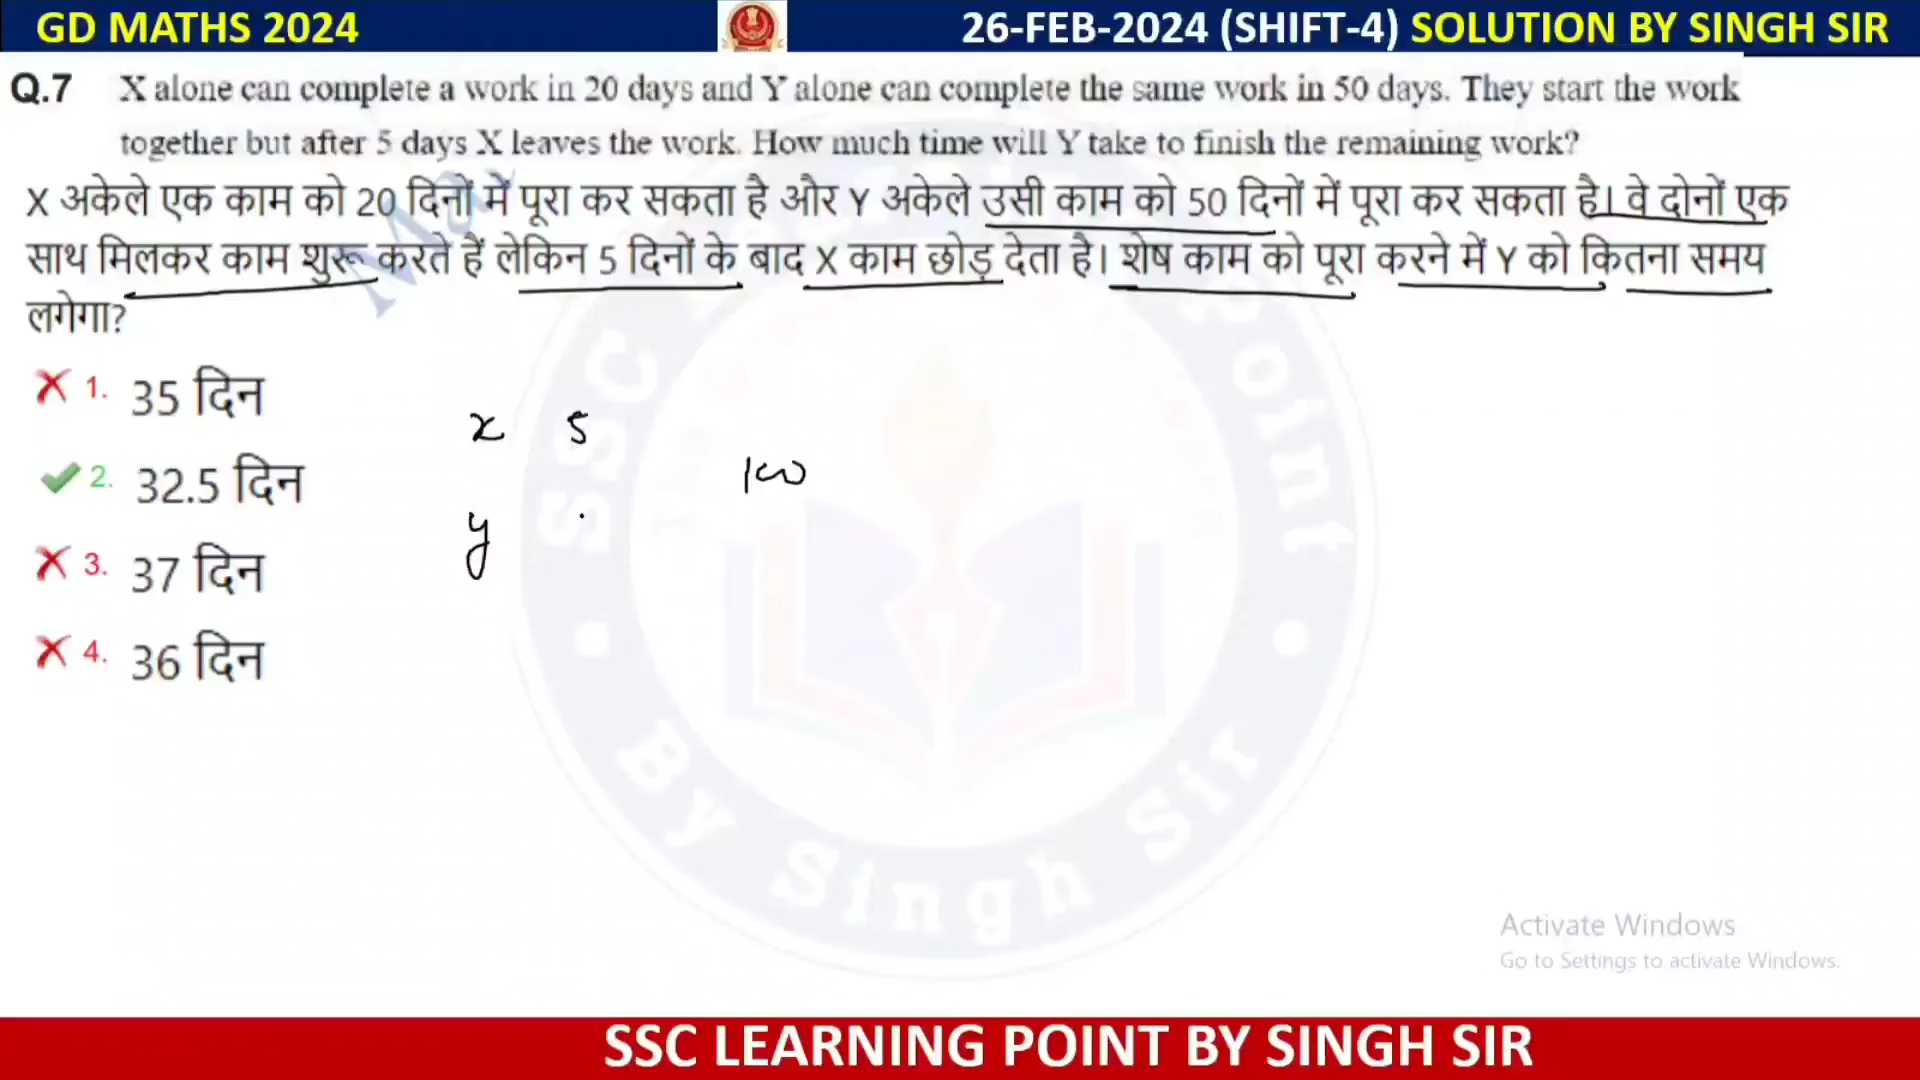 GD MATHS 2024
26-FEB-2024 (SHIFT-4) SOLUTION BY SINGH SIR
Q.7 X alone can complete a work in 20 days and Y alone can complete the same work in 50 days. They start the work
together but after 5 days X leaves the work. How much time will Y take to finish the remaining work?
X अकेले एक काम को 20 दिनों में पूरा कर सकता है और Y अकेले उसी काम को 50 दिनों में पूरा कर सकता है। वे दोनों एक
साथ मिलकर काम शुरू करते हैं लेकिन 5 दिनों के बाद X काम छोड़ देता है। शेष काम को पूरा करने में Y को कितना समय
लगेगा?
1. 35 दिन
x 5
100
2. 32.5 दिन
y
3. 37 दिन
4. 36 दिन
By Singh Sir
Activate Windows
Go to Settings to activate Windows.
SSC LEARNING POINT BY SINGH SIR